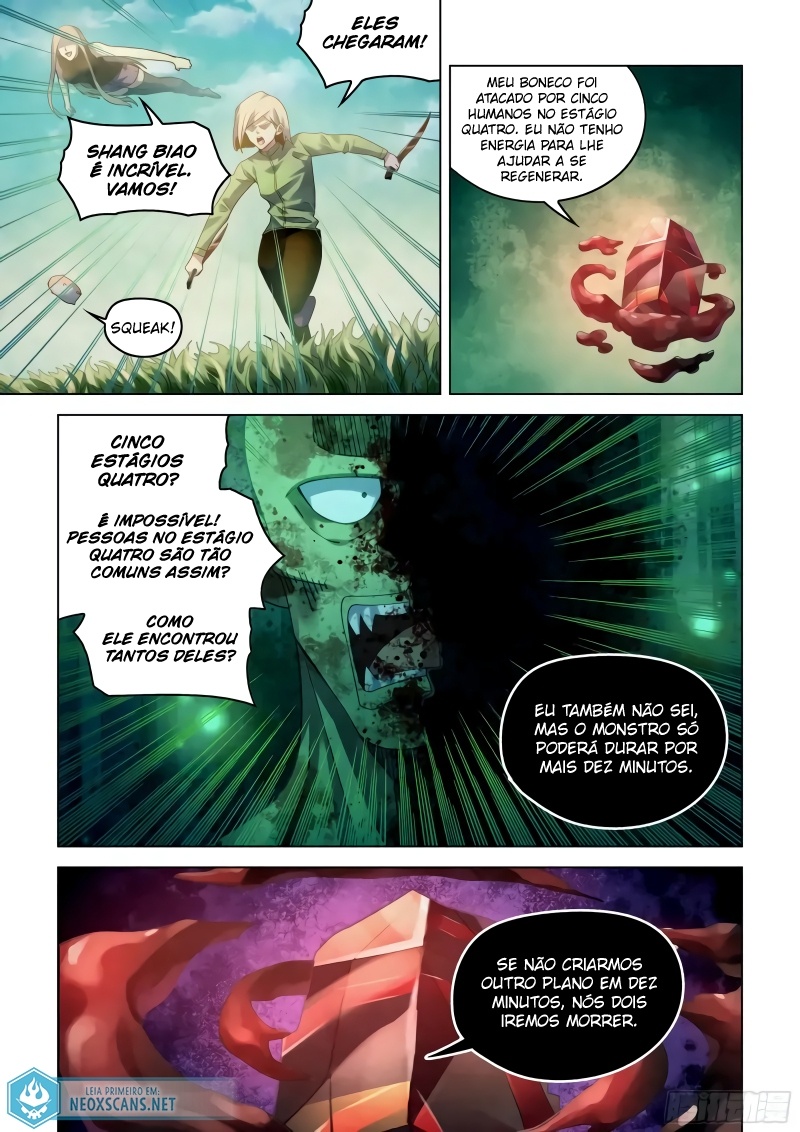 ELES
CHEGARAM!
SHANG BIAO
É INCRÍVEL.
VAMOS!
SQUEAK!
MEU BONECO FOI
ATACADO POR CINCO
HUMANOS NO ESTÁGIO
QUATRO. EU NÃO TENHO
ENERGIA PARA LHE
AJUDAR A SE
REGENERAR.
CINCO
ESTÁGIOS
QUATRO?
É IMPOSSÍVEL!
PESSOAS NO ESTÁGIO
QUATRO SÃO TÃO
COMUNS ASSIM?
COMO
ELE ENCONTROU
TANTOS DELES?
EU TAMBÉM NÃO SEI,
MAS O MONSTRO SÓ
PODERÁ DURAR POR
MAIS DEZ MINUTOS.
SE NÃO CRIARMOS
OUTRO PLANO EM DEZ
MINUTOS, NÓS DOIS
IREMOS MORRER.
LEIA PRIMEIRO EM:
NEOXSCANS.NET